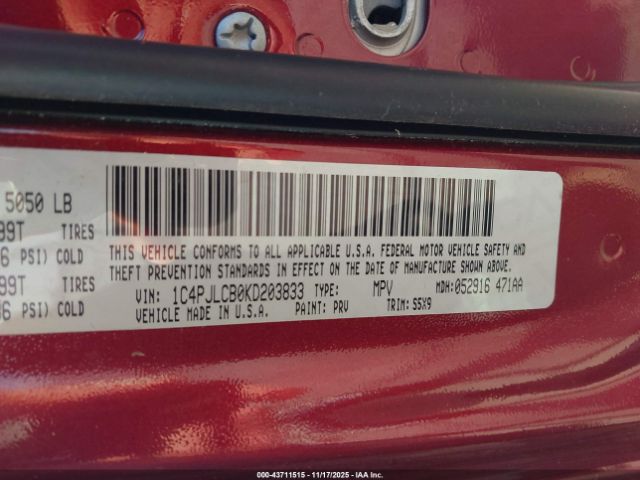 5050 LB
99T TIRES
PSI) COLD
99T TIRES
PSI) COLD
THIS VEHICLE CONFORMS TO ALL APPLICABLE U.S.A. FEDERAL MOTOR VEHICLE SAFETY AND
THEFT PREVENTION STANDARDS IN EFFECT ON THE DATE OF MANUFACTURE SHOWN ABOVE.
VIN: 1C4PJLCB0KD203833 TYPE: MPV MDH: 052916 471AA
VEHICLE MADE IN U.S.A. PAINT: PRV TRIM: S5X9
000-43711515 - 11/17/2025 - IAA Inc.